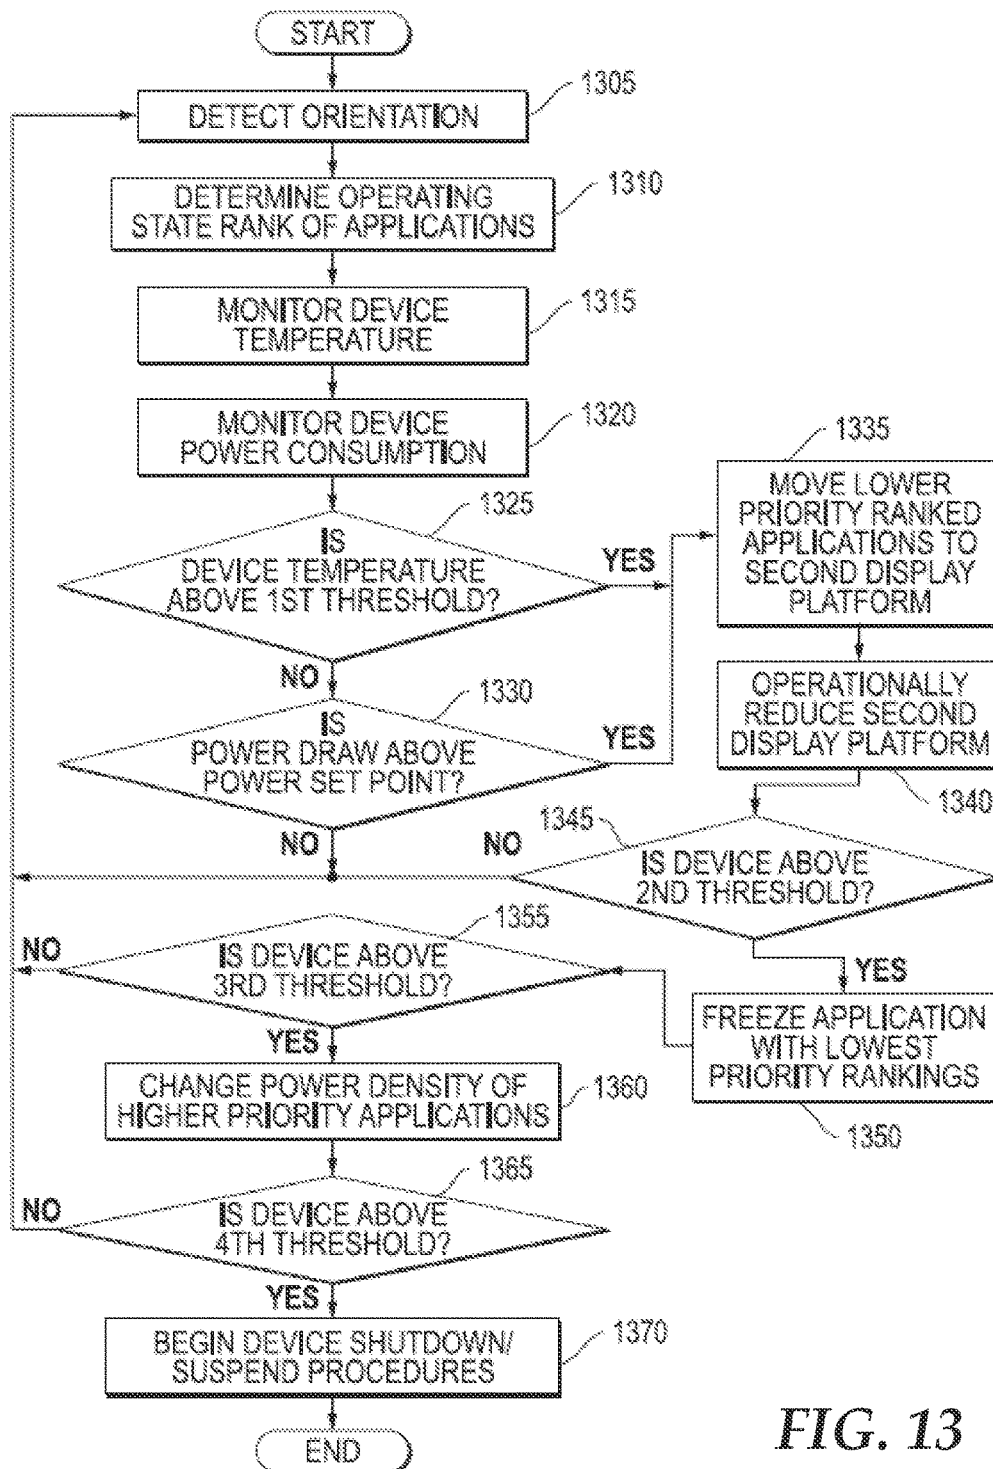 START
1305
DETECT ORIENTATION
1310
DETERMINE OPERATING
STATE RANK OF APPLICATIONS
1315
MONITOR DEVICE
TEMPERATURE
1320
MONITOR DEVICE
POWER CONSUMPTION
1325
IS
DEVICE TEMPERATURE
ABOVE 1ST THRESHOLD?
YES
NO
1330
IS
POWER DRAW ABOVE
POWER SET POINT?
YES
NO
1335
MOVE LOWER
PRIORITY RANKED
APPLICATIONS TO
SECOND DISPLAY
PLATFORM
OPERATIONALLY
REDUCE SECOND
DISPLAY PLATFORM
1340
1345
NO
IS DEVICE ABOVE
2ND THRESHOLD?
YES
FREEZE APPLICATION
WITH LOWEST
PRIORITY RANKINGS
1350
1355
NO
IS DEVICE ABOVE
3RD THRESHOLD?
YES
CHANGE POWER DENSITY OF
HIGHER PRIORITY APPLICATIONS
1360
1365
NO
IS DEVICE ABOVE
4TH THRESHOLD?
YES
BEGIN DEVICE SHUTDOWN/
SUSPEND PROCEDURES
1370
END
FIG. 13